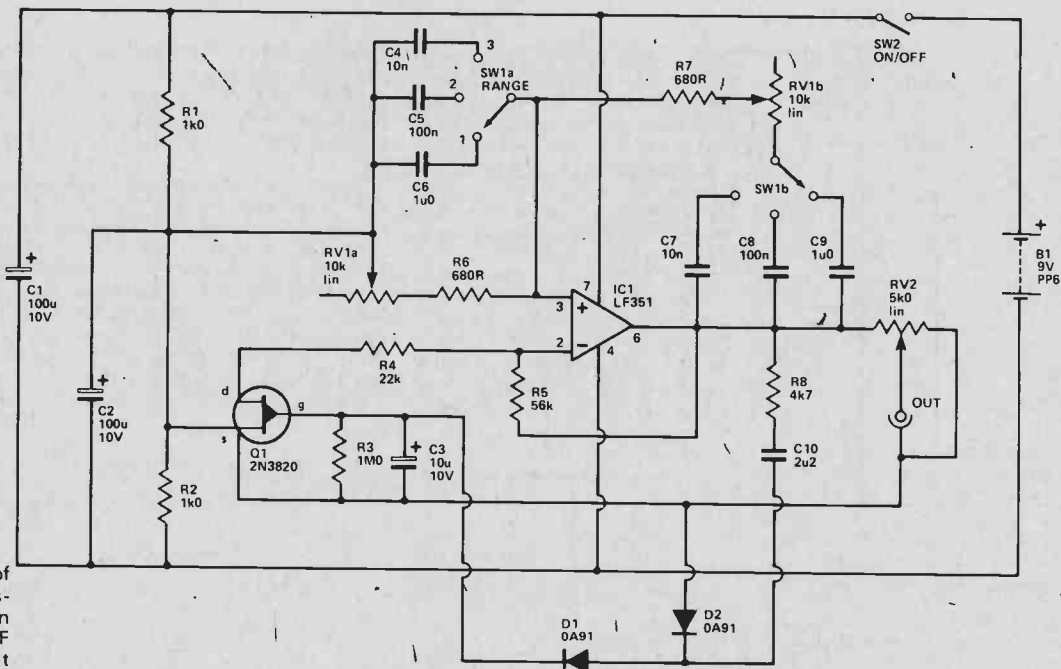 C4
10n
3
SW1a
RANGE
2
C5
100n
1
C6
1u0
R1
1k0
R7
680R
RV1b
10k
lin
SW2
ON/OFF
SW1b
C7
10n
C8
100n
C9
1u0
+
B1
9V
PP6
+
C1
100u
10V
RV1a
10k
lin
R6
680R
7
IC1
LF351
3
+
2
−
4
6
RV2
5k0
lin
R4
22k
R5
56k
R8
4k7
OUT
+
C2
100u
10V
d
g
s
Q1
2N3820
R3
1M0
+
C3
10u
10V
C10
2u2
R2
1k0
of
s-
n
F
t
D1
0A91
D2
0A91